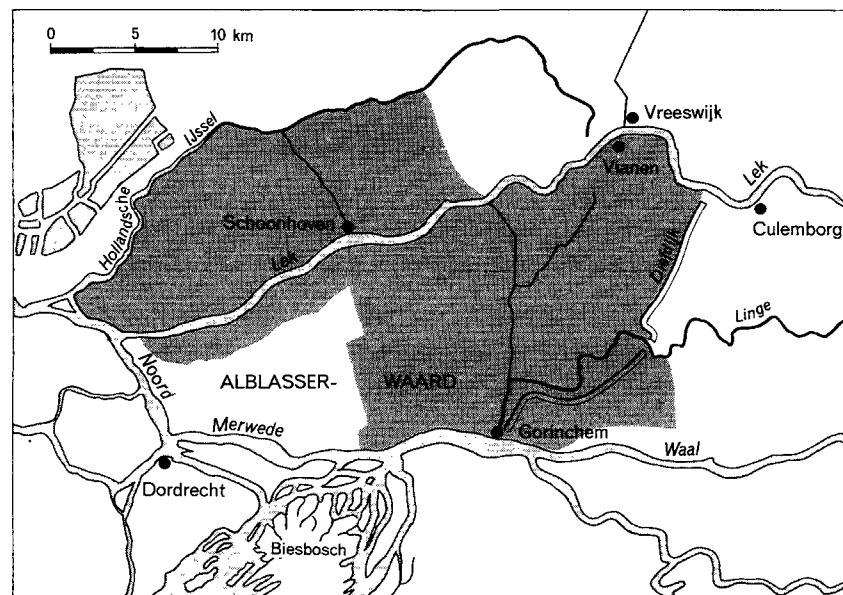 0 5 10 km
Vreeswijk
Vianen
Lek
Culemborg
Hollandsche IJssel
Schoonhoven
Lek
Diefdijk
Linge
Noord
ALBLASSER- WAARD
Merwede
Gorinchem
Waal
Dordrecht
Biesbosch